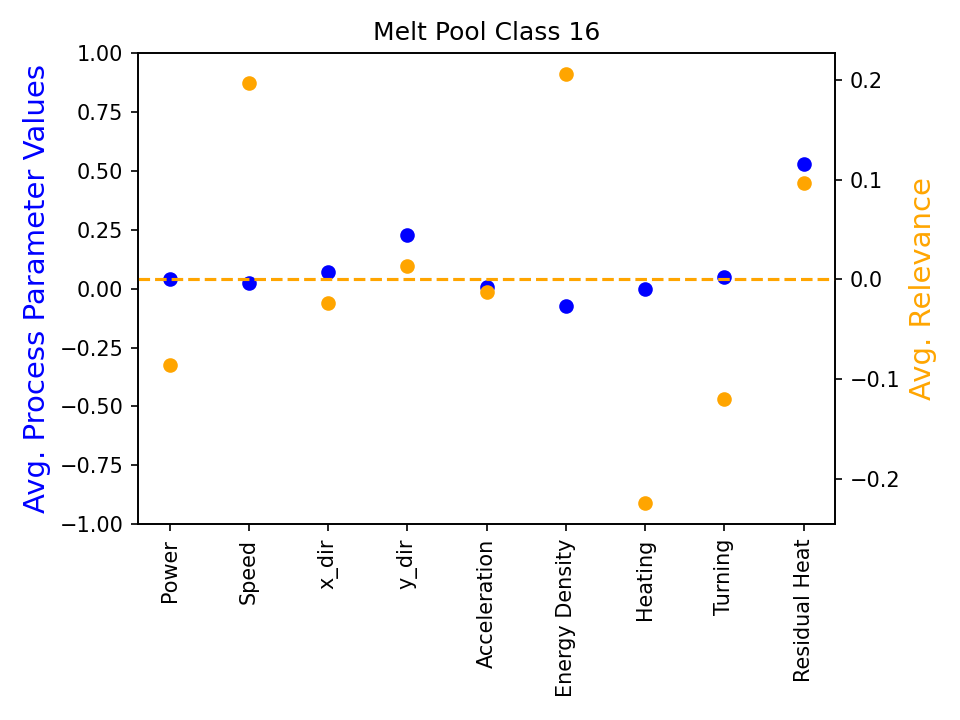 Melt Pool Class 16
Avg. Process Parameter Values
1.00
0.75
0.50
0.25
0.00
−0.25
−0.50
−0.75
−1.00
0.2
0.1
0.0
−0.1
−0.2
Avg. Relevance
Power
Speed
x_dir
y_dir
Acceleration
Energy Density
Heating
Turning
Residual Heat